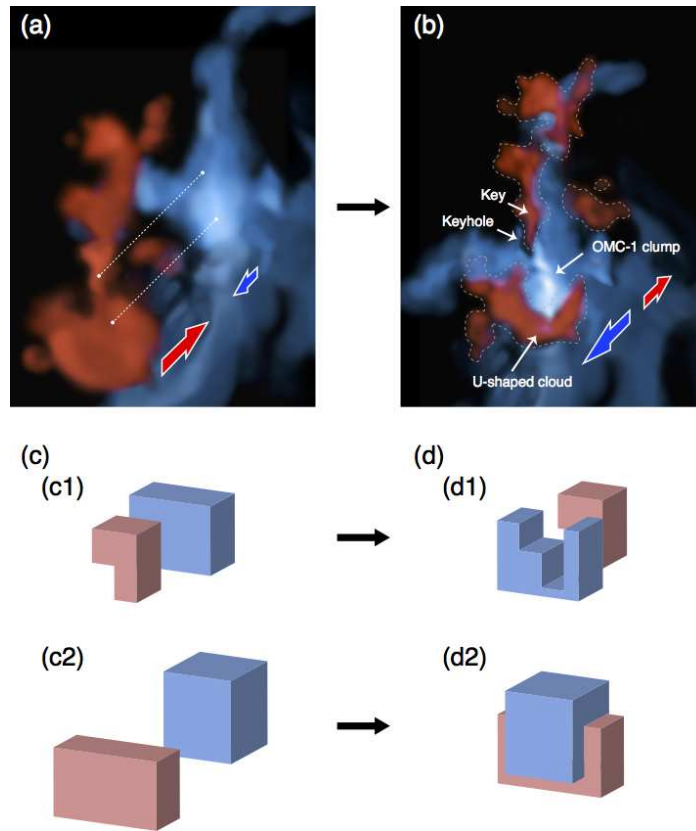 (a)
(b)
Key
Keyhole
OMC-1 clump
U-shaped cloud
(c)
(d)
(c1)
(d1)
(c2)
(d2)